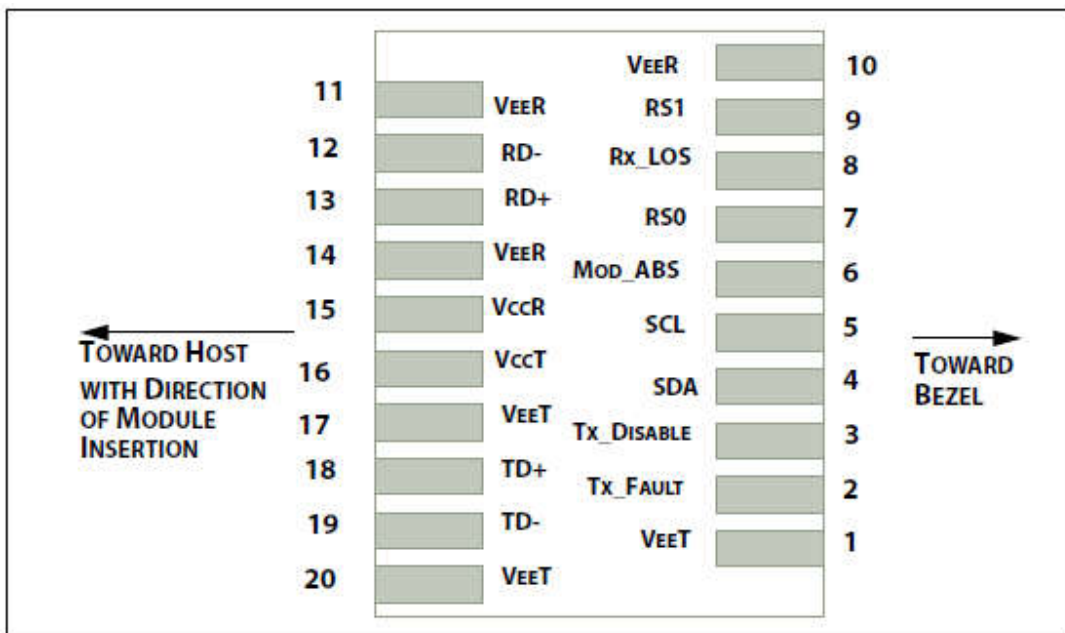 VEER 10
11 VEER
RS1 9
12 RD-
RX_LOS 8
13 RD+
RS0 7
14 VEER
MOD_ABS 6
15 VCCR
SCL 5
TOWARD HOST
WITH DIRECTION
OF MODULE
INSERTION
TOWARD
BEZEL
16 VCCT
SDA 4
17 VEET
TX_DISABLE 3
18 TD+
TX_FAULT 2
19 TD-
VEET 1
20 VEET